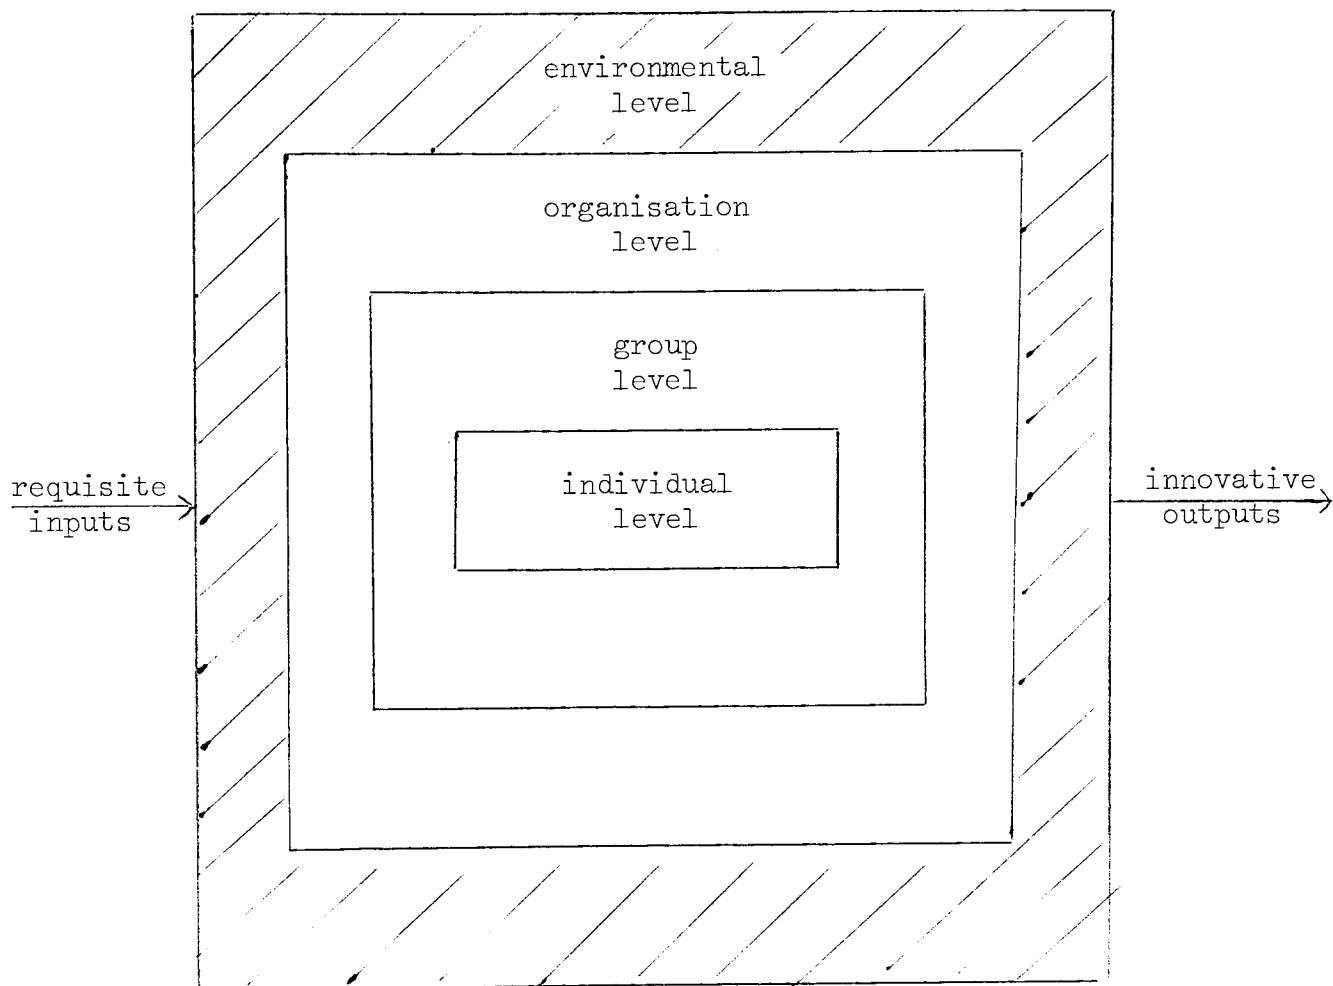 environmental
level
organisation
level
group
level
individual
level
requisite
inputs
innovative
outputs